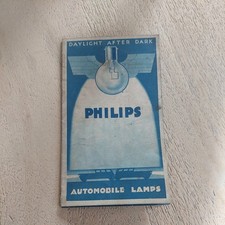 DAYLIGHT AFTER DARK
PHILIPS
AUTOMOBILE LAMPS